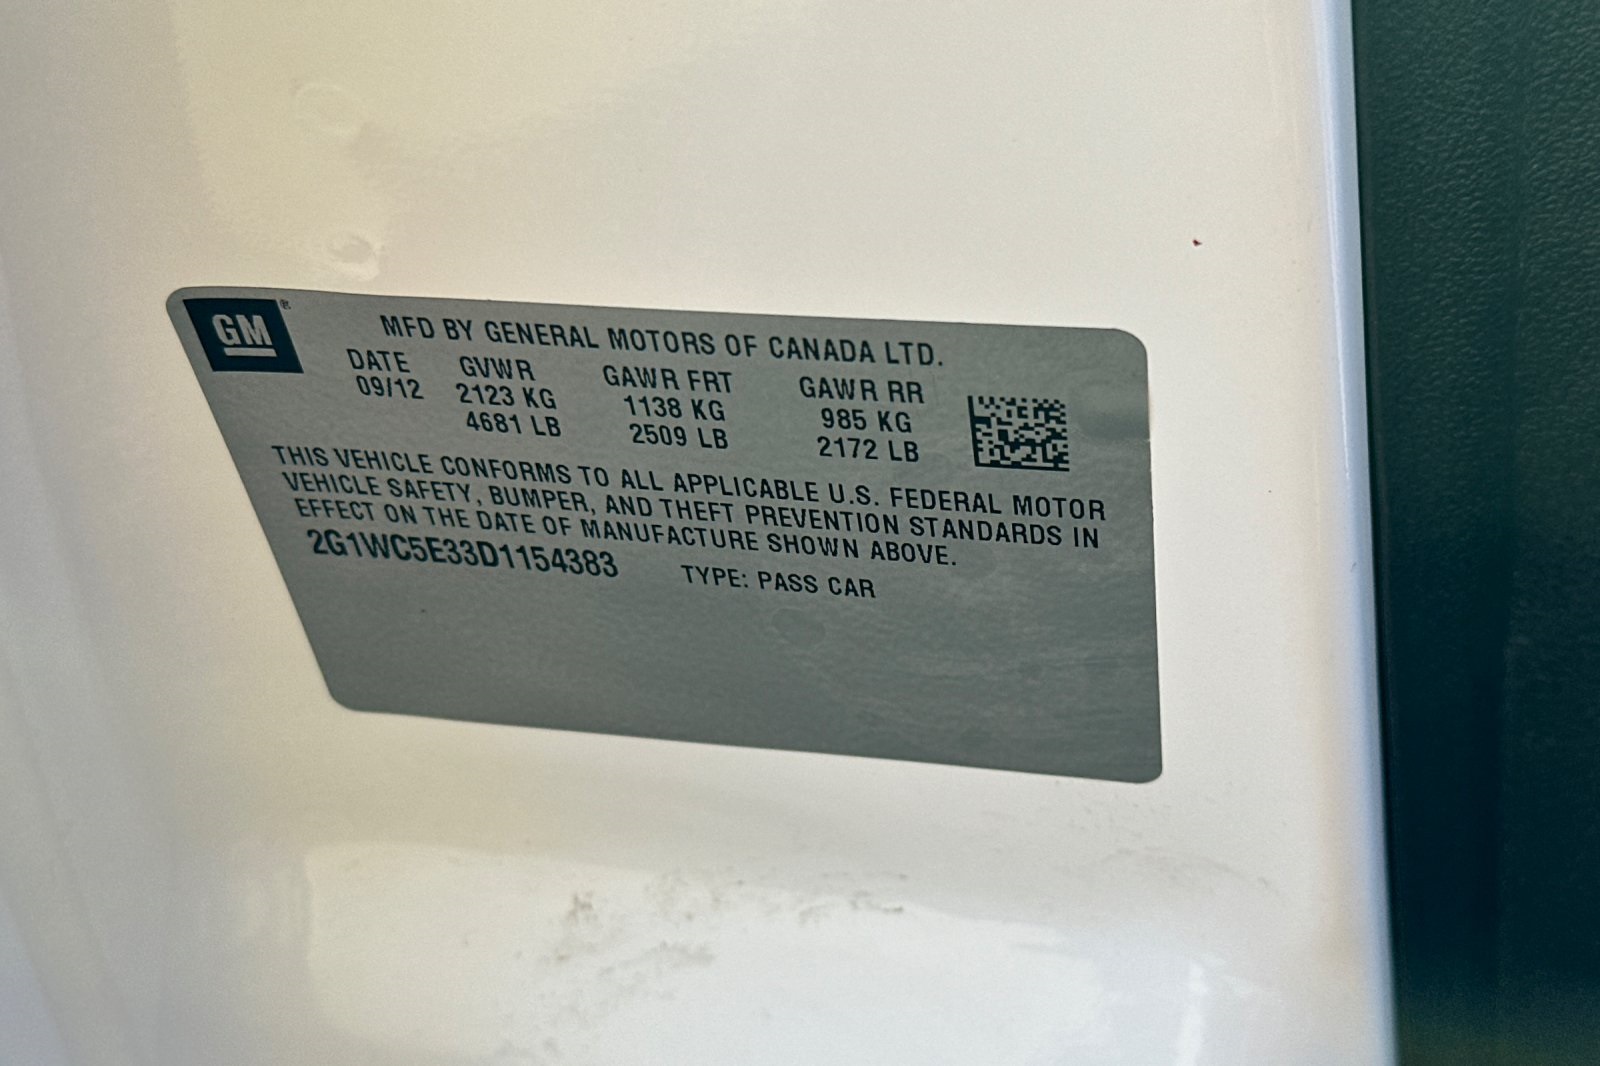 GM®
MFD BY GENERAL MOTORS OF CANADA LTD.
DATE GVWR GAWR FRT GAWR RR
09/12 2123 KG 1138 KG 985 KG
4681 LB 2509 LB 2172 LB
THIS VEHICLE CONFORMS TO ALL APPLICABLE U.S. FEDERAL MOTOR
VEHICLE SAFETY, BUMPER, AND THEFT PREVENTION STANDARDS IN
EFFECT ON THE DATE OF MANUFACTURE SHOWN ABOVE.
2G1WC5E33D1154383 TYPE: PASS CAR